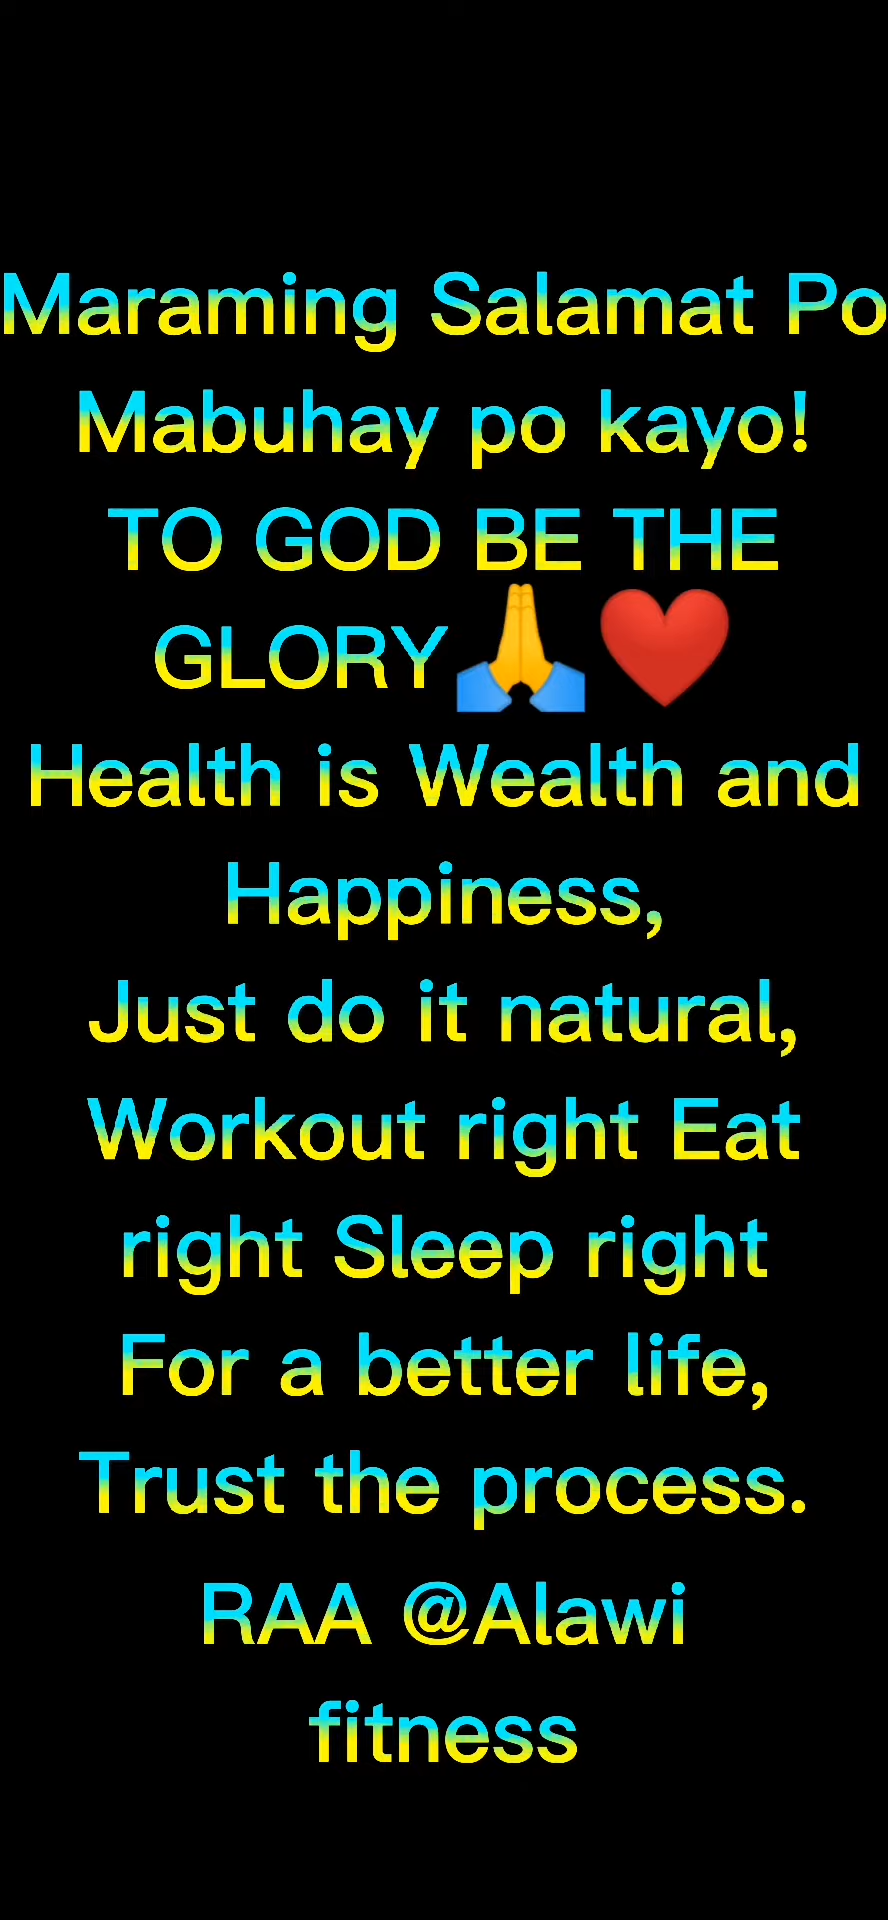 Maraming Salamat Po
Mabuhay po kayo!
TO GOD BE THE
GLORY🙏❤️
Health is Wealth and
Happiness,
Just do it natural,
Workout right Eat
right Sleep right
For a better life,
Trust the process.
RAA @Alawi
fitness